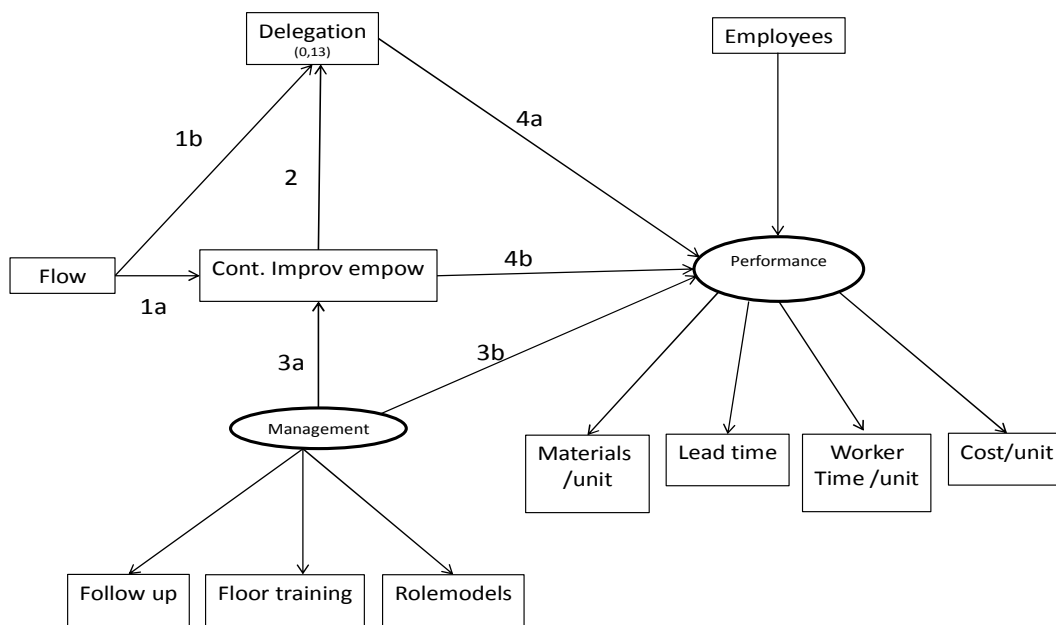 Delegation
(0,13)
Employees
4a
1b
2
Cont. Improv empow
4b
Performance
Flow
1a
3b
3a
Management
Materials
/unit
Lead time
Worker
Time /unit
Cost/unit
Follow up
Floor training
Rolemodels